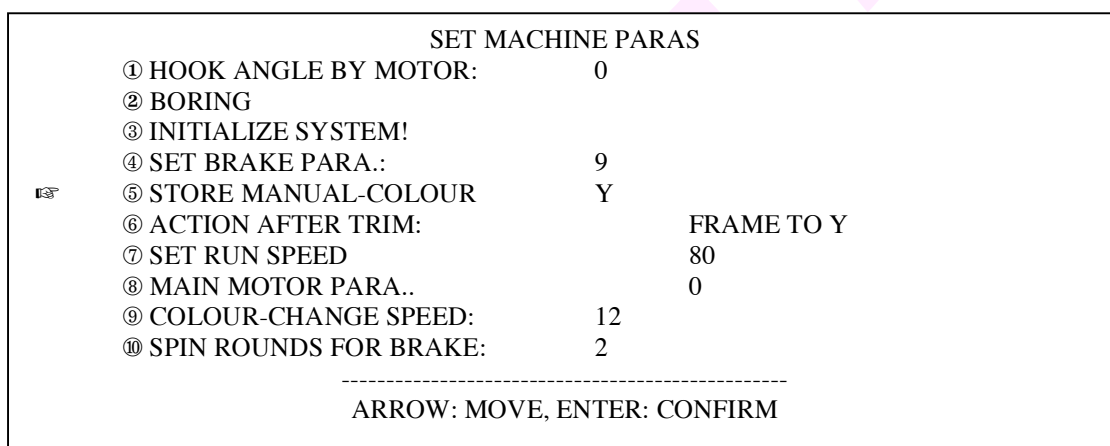 SET MACHINE PARAS
① HOOK ANGLE BY MOTOR: 0
② BORING
③ INITIALIZE SYSTEM!
④ SET BRAKE PARA.: 9
☞ ⑤ STORE MANUAL-COLOUR Y
⑥ ACTION AFTER TRIM: FRAME TO Y
⑦ SET RUN SPEED 80
⑧ MAIN MOTOR PARA.. 0
⑨ COLOUR-CHANGE SPEED: 12
⑩ SPIN ROUNDS FOR BRAKE: 2
--------------------------------------------------
ARROW: MOVE, ENTER: CONFIRM